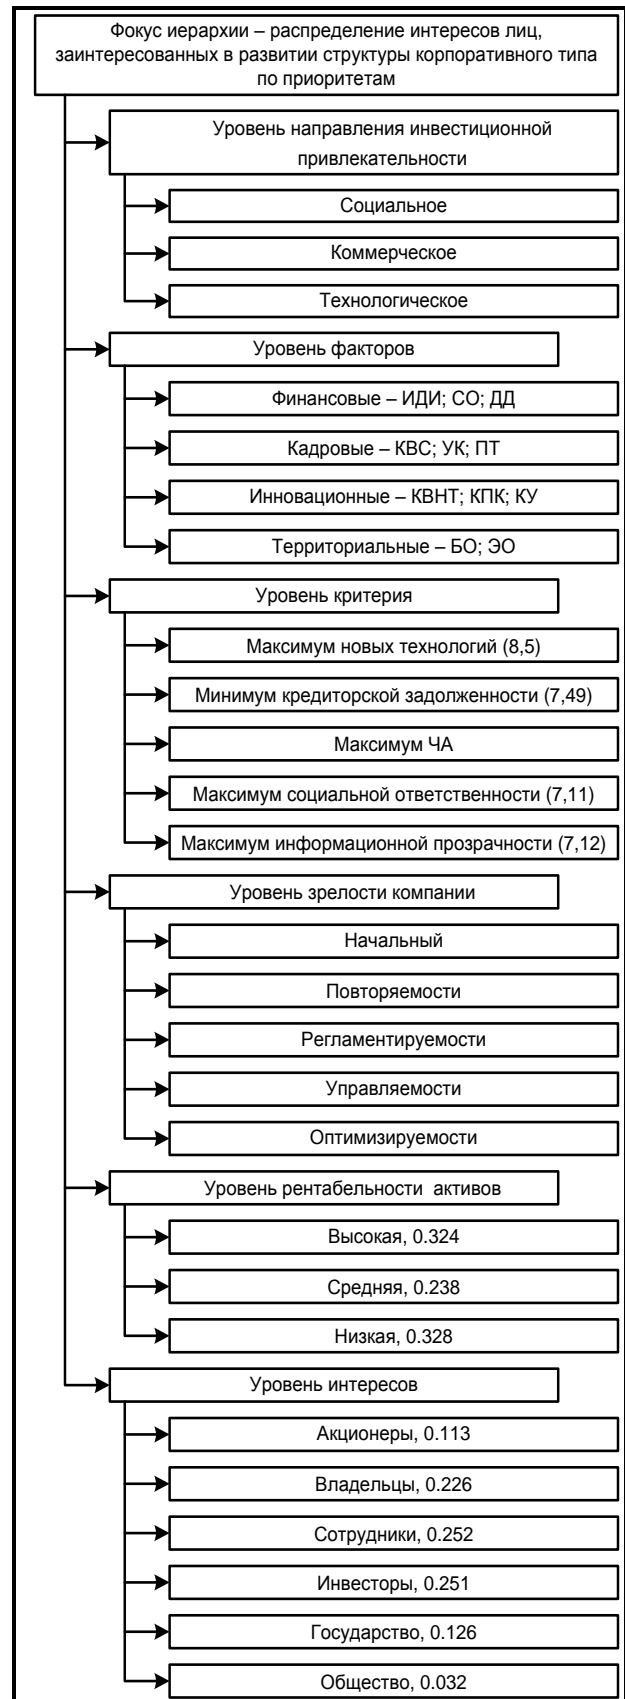 Фокус иерархии – распределение интересов лиц,
заинтересованных в развитии структуры корпоративного типа
по приоритетам
Уровень направления инвестиционной
привлекательности
Социальное
Коммерческое
Технологическое
Уровень факторов
Финансовые – ИДИ; СО; ДД
Кадровые – КВС; УК; ПТ
Инновационные – КВНТ; КПК; КУ
Территориальные – БО; ЭО
Уровень критерия
Максимум новых технологий (8,5)
Минимум кредиторской задолженности (7,49)
Максимум ЧА
Максимум социальной ответственности (7,11)
Максимум информационной прозрачности (7,12)
Уровень зрелости компании
Начальный
Повторяемости
Регламентируемости
Управляемости
Оптимизируемости
Уровень рентабельности активов
Высокая, 0.324
Средняя, 0.238
Низкая, 0.328
Уровень интересов
Акционеры, 0.113
Владельцы, 0.226
Сотрудники, 0.252
Инвесторы, 0.251
Государство, 0.126
Общество, 0.032